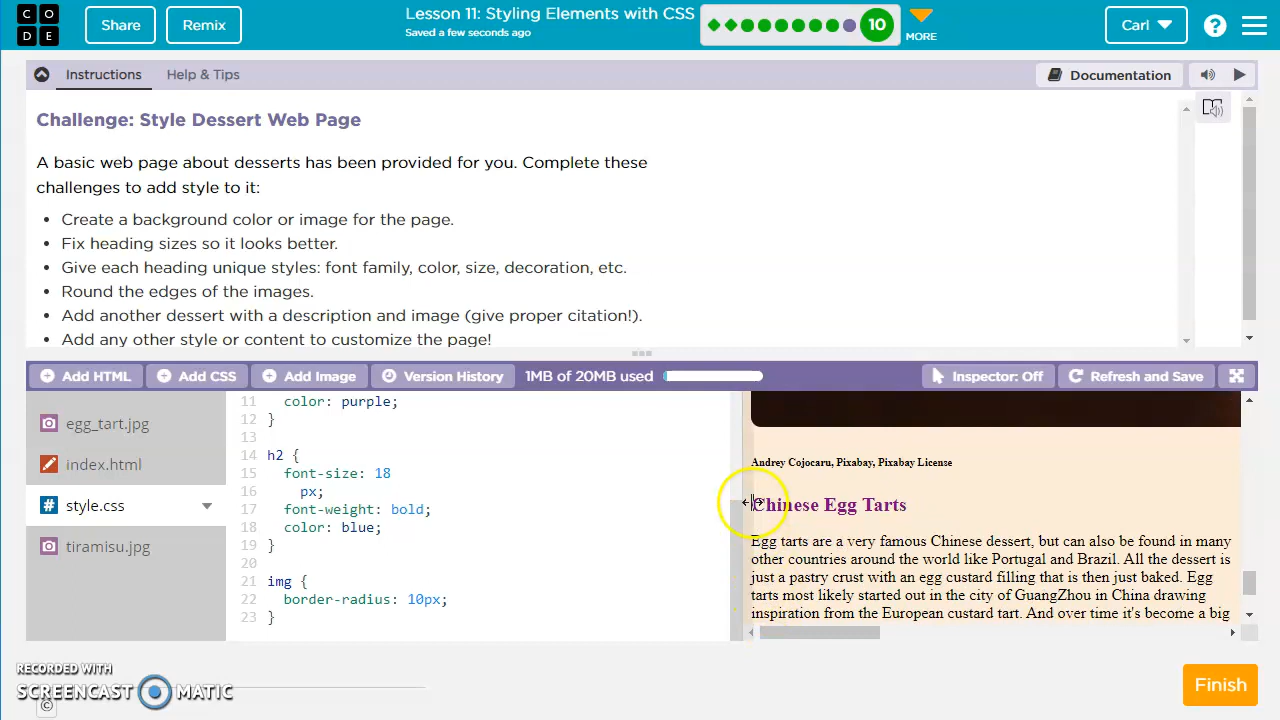 CO
DE
Share
Remix
Lesson 11: Styling Elements with CSS
Saved a few seconds ago
10
MORE
Carl
?
Instructions
Help & Tips
Documentation
Challenge: Style Dessert Web Page
A basic web page about desserts has been provided for you. Complete these
challenges to add style to it:
• Create a background color or image for the page.
• Fix heading sizes so it looks better.
• Give each heading unique styles: font family, color, size, decoration, etc.
• Round the edges of the images.
• Add another dessert with a description and image (give proper citation!).
• Add any other style or content to customize the page!
Add HTML
Add CSS
Add Image
Version History
1MB of 20MB used
Inspector: Off
Refresh and Save
egg_tart.jpg
index.html
style.css
tiramisu.jpg
11 color: purple;
12 }
13
14 h2 {
15 font-size: 18
16 px;
17 font-weight: bold;
18 color: blue;
19 }
20
21 img {
22 border-radius: 10px;
23 }
Andrey Cojocaru, Pixabay, Pixabay License
Chinese Egg Tarts
Egg tarts are a very famous Chinese dessert, but can also be found in many
other countries around the world like Portugal and Brazil. All the dessert is
just a pastry crust with an egg custard filling that is then just baked. Egg
tarts most likely started out in the city of GuangZhou in China drawing
inspiration from the European custard tart. And over time it's become a big
RECORDED WITH
SCREENCAST MATIC
©
Finish